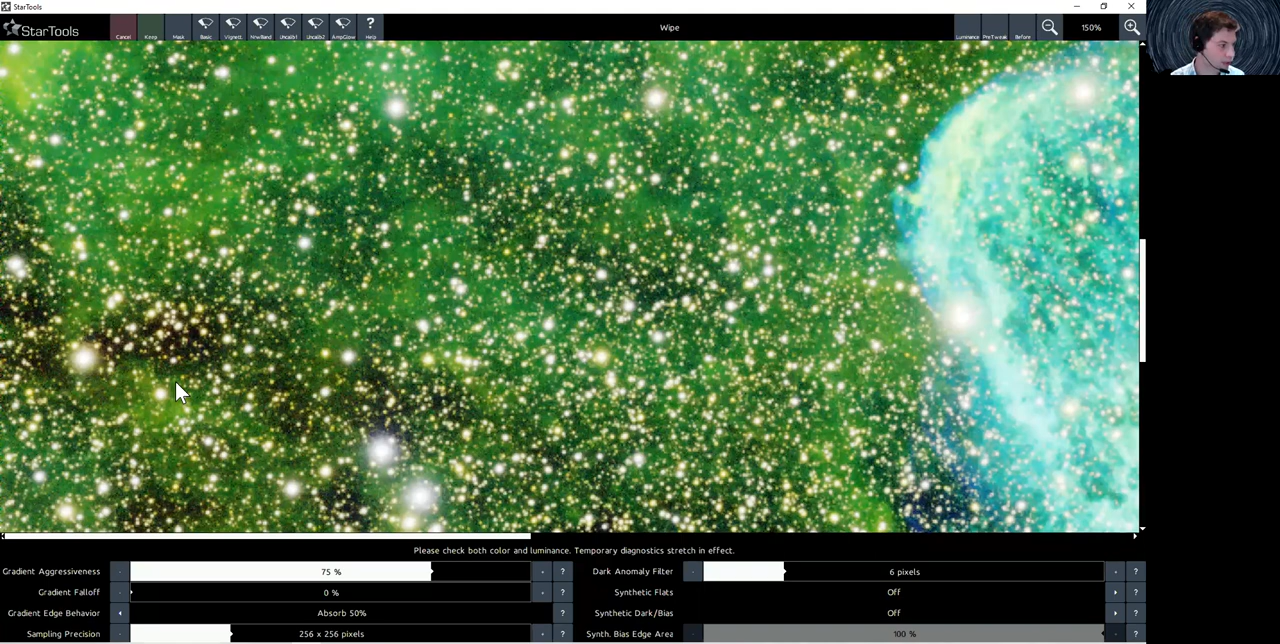 StarTools
StarTools
Cancel Keep Mask Basic Vignett. NrwBand Uncalib1 Uncalib2 AmpGlow Help
Wipe
Luminance PreTweak Before 150%
Please check both color and luminance. Temporary diagnostics stretch in effect.
Gradient Aggressiveness - 75 % + ? Dark Anomaly Filter - 6 pixels + ?
Gradient Falloff - 0 % + ? Synthetic Flats Off ?
Gradient Edge Behavior Absorb 50% ? Synthetic Dark/Bias Off ?
Sampling Precision - 256 x 256 pixels + ? Synth. Bias Edge Area - 100 % + ?